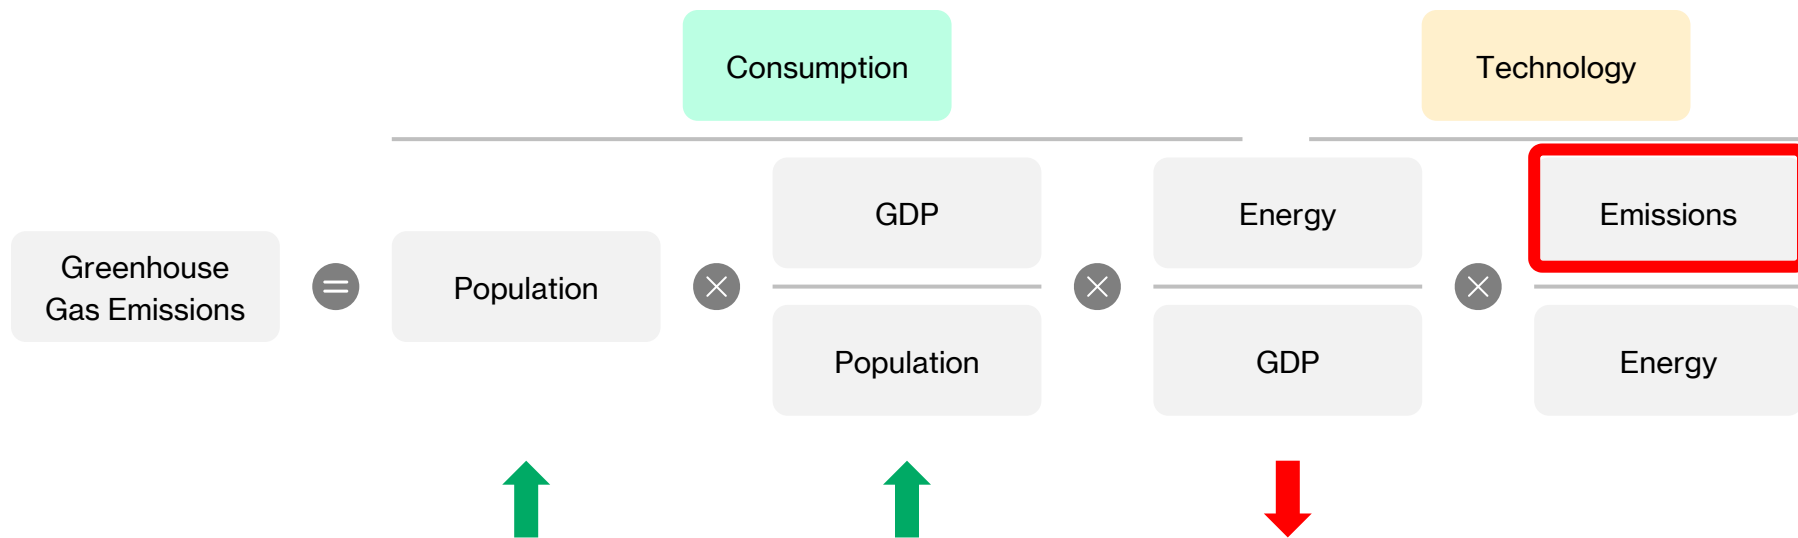 Consumption
Technology
Greenhouse
Gas Emissions
=
Population
×
GDP
Population
×
Energy
GDP
×
Emissions
Energy